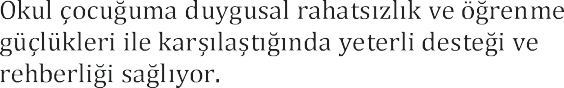 Okul çocuğuma duygusal rahatsızlık ve öğrenme
güçlükleri ile karşılaştığında yeterli desteği ve
rehberliği sağlıyor.